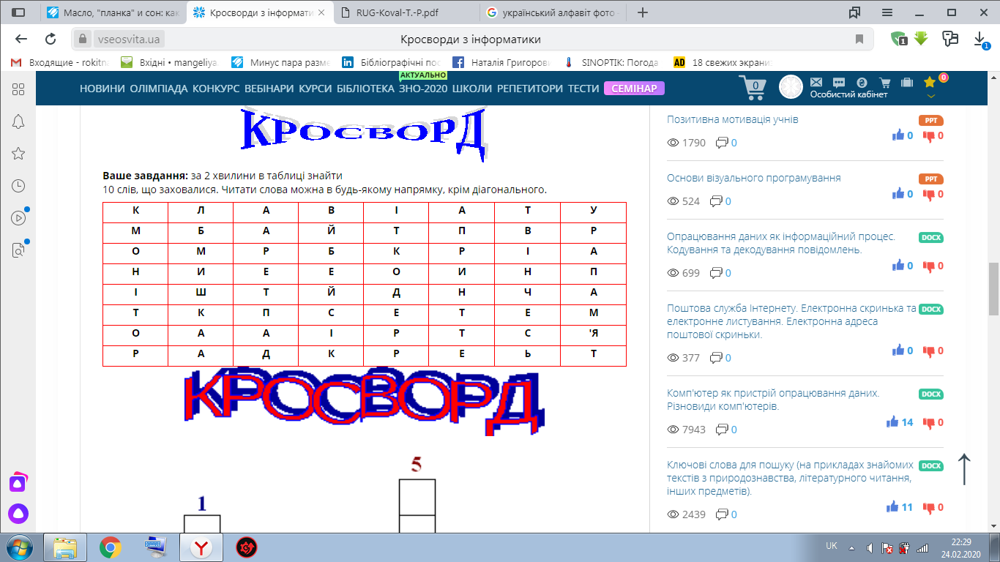 Масло, "планка" и сон: как
Кросворди з інформати
RUG-Koval-T.-P.pdf
український алфавіт фото
vseosvita.ua
Кросворди з інформатики
1
1
Входящие - rokitn
Вхідні • mangeliya
Минус пара разме
Бібліографічні пос
Наталія Григорови
SINOPTIK: Погода
AD
18 свежих экрани
АКТУАЛЬНО
НОВИНИ ОЛІМПІАДА КОНКУРС ВЕБІНАРИ КУРСИ БІБЛІОТЕКА ЗНО-2020 ШКОЛИ РЕПЕТИТОРИ ТЕСТИ СЕМІНАР
0
0
Особистий кабінет
КРОСВОРД
Ваше завдання: за 2 хвилини в таблиці знайти
10 слів, що заховалися. Читати слова можна в будь-якому напрямку, крім діагонального.
К Л А В І А Т У
М Б А Й Т П В Р
О М Р Б К Р І А
Н И Е Е О И Н П
І Ш Т Й Д Н Ч А
Т К П С Е Т Е М
О А А І Р Т С 'Я
Р А Д К Р Е Ь Т
КРОСВОРД
5
1
Позитивна мотивація учнів
PPT
1790 0
0 0
Основи візуального програмування
PPT
524 0
0 0
Опрацювання даних як інформаційний процес.
Кодування та декодування повідомлень.
DOCX
699 0
0 0
Поштова служба Інтернету. Електронна скринька та
електронне листування. Електронна адреса
поштової скриньки.
DOCX
377 0
0 0
Комп'ютер як пристрій опрацювання даних.
Різновиди комп'ютерів.
DOCX
7943 0
14 0
Ключові слова для пошуку (на прикладах знайомих
текстів з природознавства, літературного читання,
інших предметів).
DOCX
2439 0
11 0
UK
22:29
24.02.2020